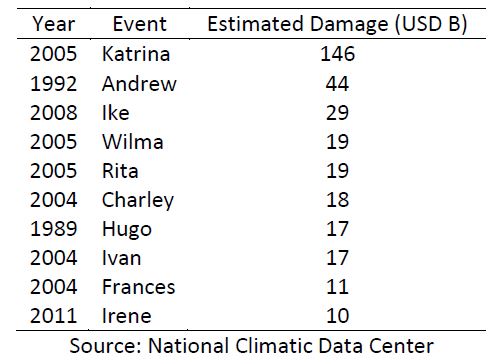 Year Event Estimated Damage (USD B)
2005 Katrina 146
1992 Andrew 44
2008 Ike 29
2005 Wilma 19
2005 Rita 19
2004 Charley 18
1989 Hugo 17
2004 Ivan 17
2004 Frances 11
2011 Irene 10
Source: National Climatic Data Center